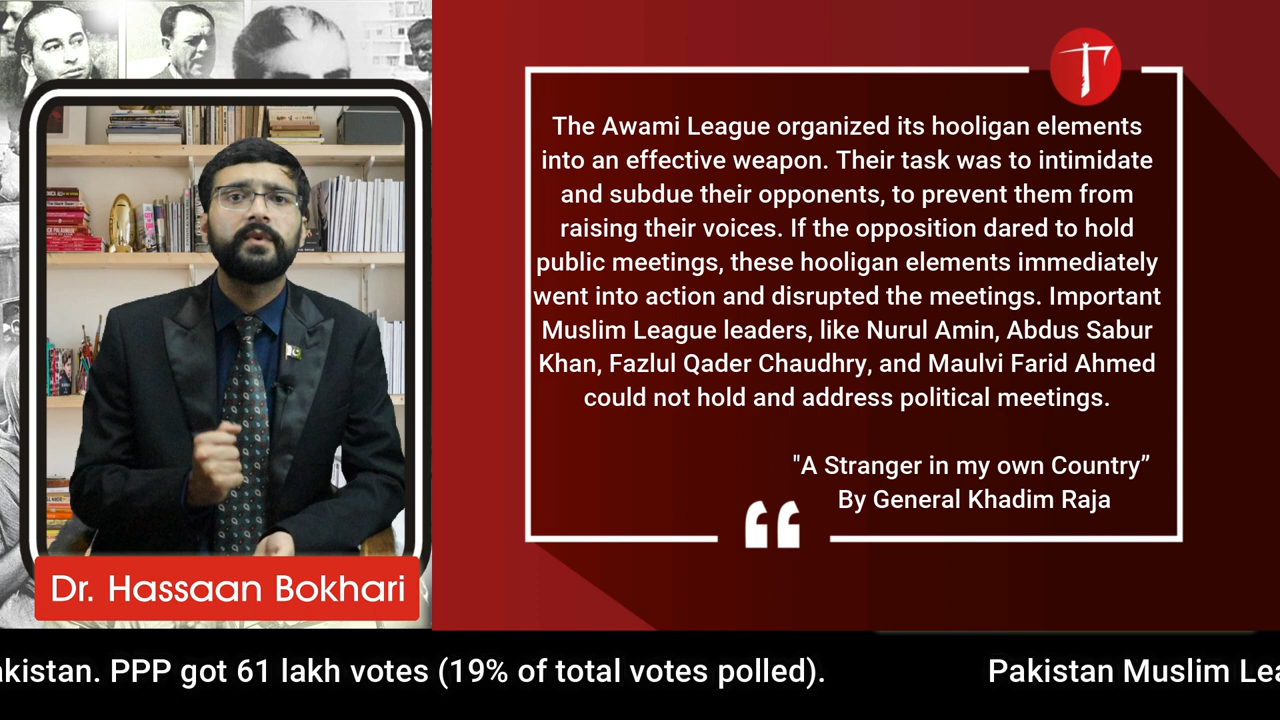 The Awami League organized its hooligan elements
into an effective weapon. Their task was to intimidate
and subdue their opponents, to prevent them from
raising their voices. If the opposition dared to hold
public meetings, these hooligan elements immediately
went into action and disrupted the meetings. Important
Muslim League leaders, like Nurul Amin, Abdus Sabur
Khan, Fazlul Qader Chaudhry, and Maulvi Farid Ahmed
could not hold and address political meetings.
"A Stranger in my own Country”
By General Khadim Raja
Dr. Hassaan Bokhari
akistan. PPP got 61 lakh votes (19% of total votes polled). Pakistan Muslim Lea